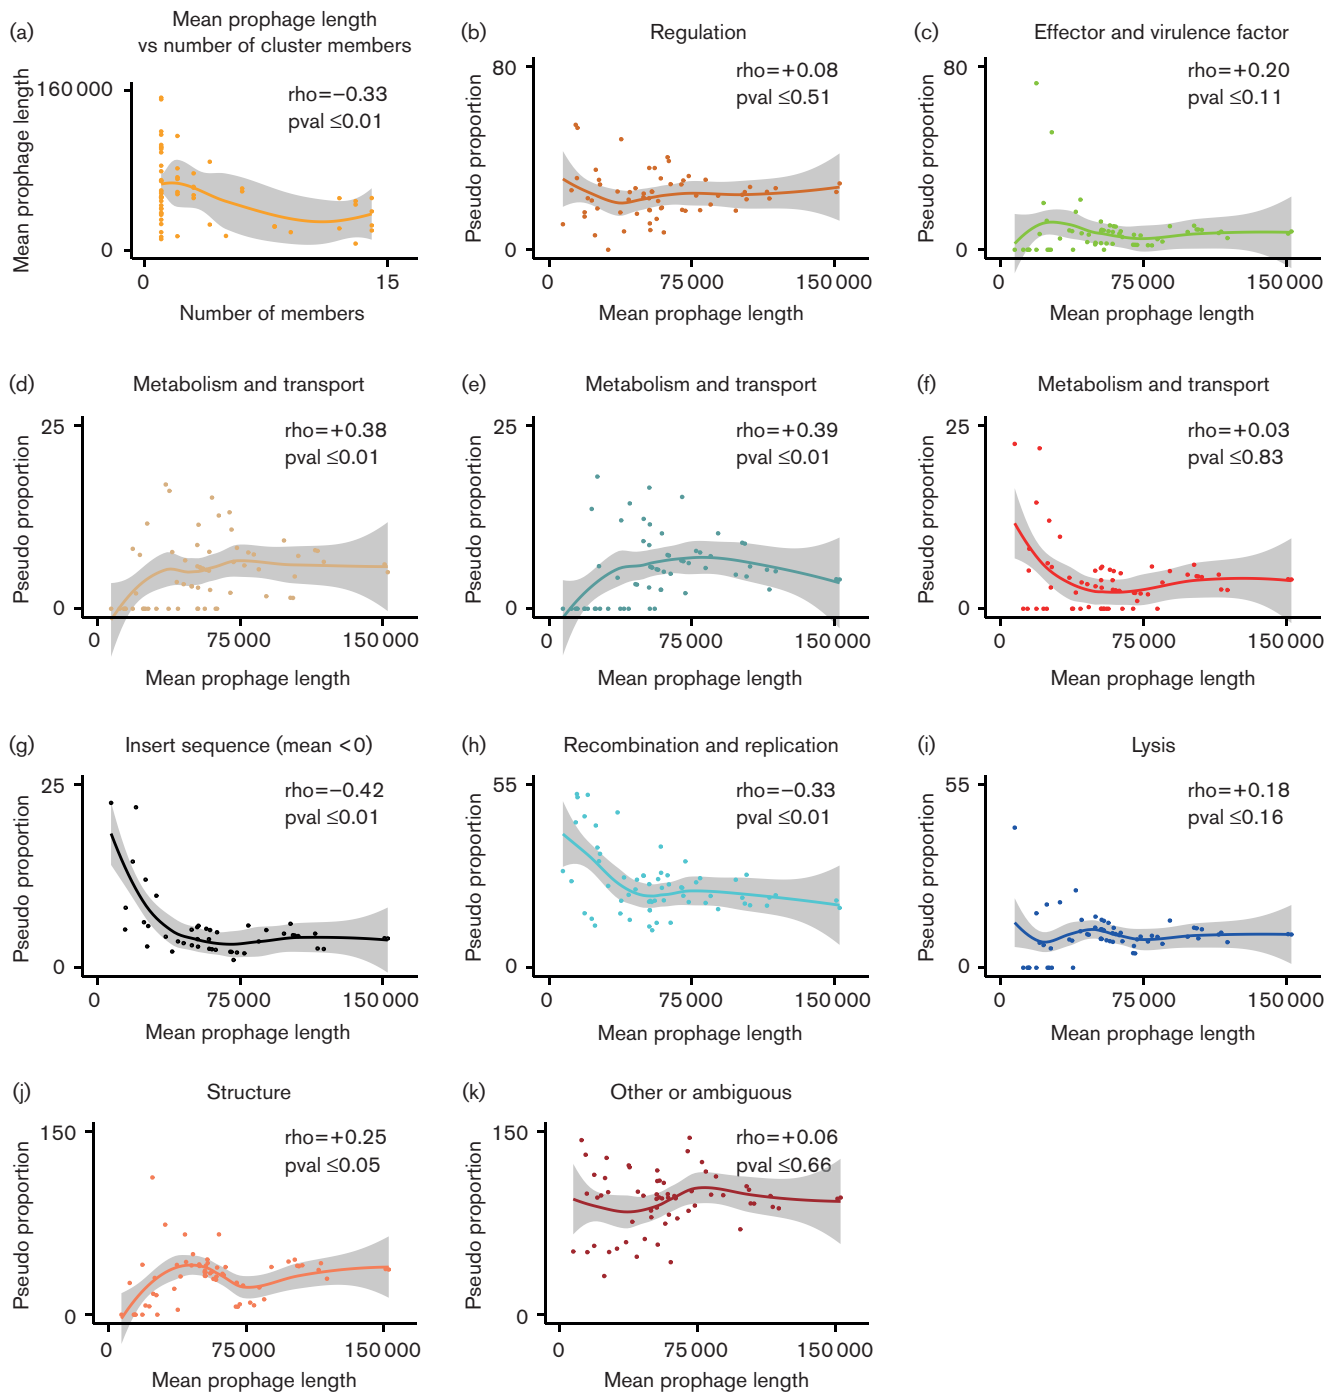 (a)
Mean prophage length
vs number of cluster members
Mean prophage length
160 000
0
rho=−0.33
pval ≤0.01
0
15
Number of members
(b)
Regulation
Pseudo proportion
80
0
rho=+0.08
pval ≤0.51
0
75 000
150 000
Mean prophage length
(c)
Effector and virulence factor
Pseudo proportion
80
0
rho=+0.20
pval ≤0.11
0
75 000
150 000
Mean prophage length
(d)
Metabolism and transport
Pseudo proportion
25
0
rho=+0.38
pval ≤0.01
0
75 000
150 000
Mean prophage length
(e)
Metabolism and transport
Pseudo proportion
25
0
rho=+0.39
pval ≤0.01
0
75 000
150 000
Mean prophage length
(f)
Metabolism and transport
Pseudo proportion
25
0
rho=+0.03
pval ≤0.83
0
75 000
150 000
Mean prophage length
(g)
Insert sequence (mean <0)
Pseudo proportion
25
0
rho=−0.42
pval ≤0.01
0
75 000
150 000
Mean prophage length
(h)
Recombination and replication
Pseudo proportion
55
0
rho=−0.33
pval ≤0.01
0
75 000
150 000
Mean prophage length
(i)
Lysis
Pseudo proportion
55
0
rho=+0.18
pval ≤0.16
0
75 000
150 000
Mean prophage length
(j)
Structure
Pseudo proportion
150
0
rho=+0.25
pval ≤0.05
0
75 000
150 000
Mean prophage length
(k)
Other or ambiguous
Pseudo proportion
150
0
rho=+0.06
pval ≤0.66
0
75 000
150 000
Mean prophage length